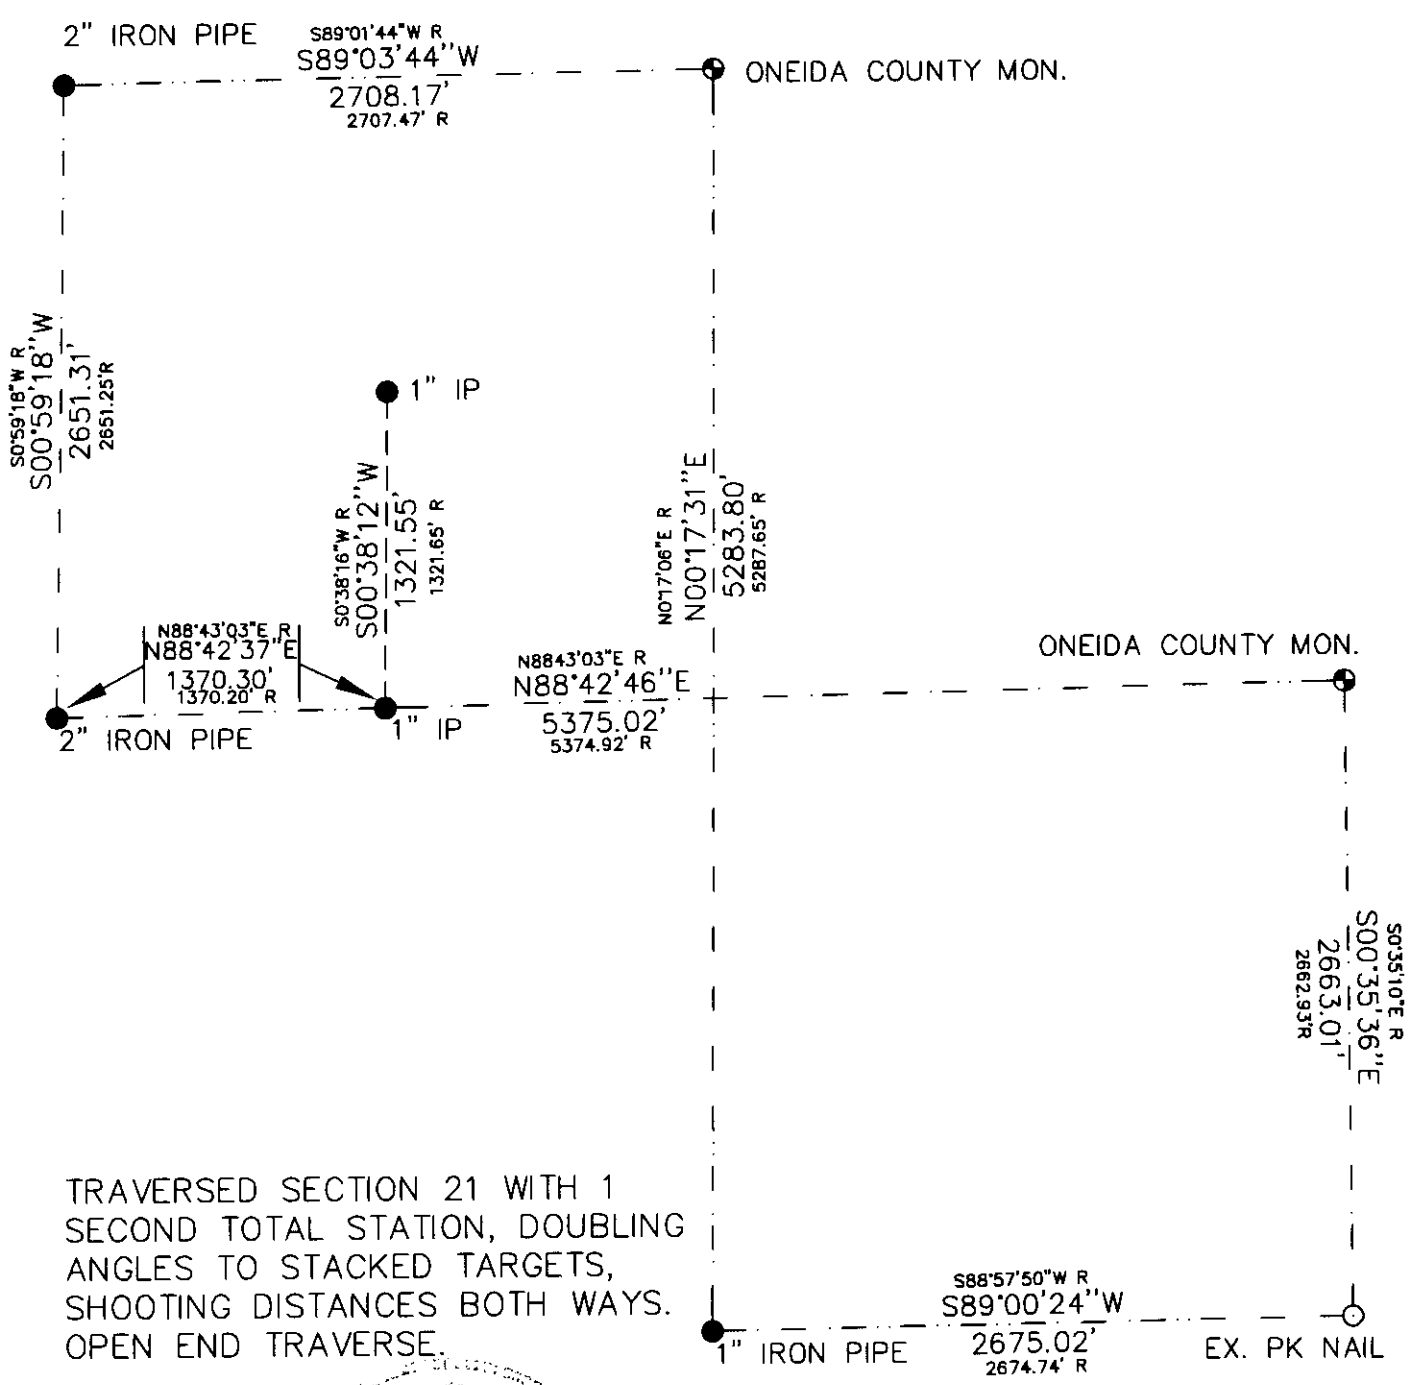 2" IRON PIPE
S89°01'44"W R
S89°03'44"W
2708.17'
2707.47' R
ONEIDA COUNTY MON.
S0°59'18"W R
S00°59'18"W
2651.31'
2651.25'R
1" IP
S0°38'16"W R
S00°38'12"W
1321.55'
1321.65' R
N0°17'06"E R
N00°17'31"E
5283.80'
5287.65' R
N88°43'03"E R
N88°42'37"E
1370.30'
1370.20' R
2" IRON PIPE
1" IP
N8843'03"E R
N88°42'46"E
5375.02'
5374.92' R
ONEIDA COUNTY MON.
S0°35'10"E R
S00°35'36"E
2663.01'
2662.93'R
TRAVERSED SECTION 21 WITH 1
SECOND TOTAL STATION, DOUBLING
ANGLES TO STACKED TARGETS,
SHOOTING DISTANCES BOTH WAYS.
OPEN END TRAVERSE.
1" IRON PIPE
S88°57'50"W R
S89°00'24"W
2675.02'
2674.74' R
EX. PK NAIL